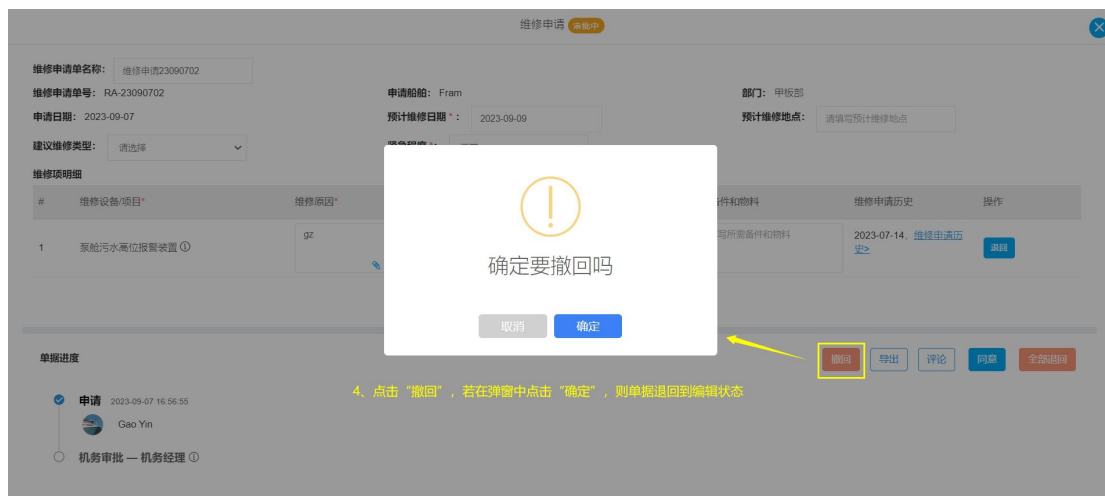 维修申请 审批中
维修申请单名称： 维修申请23090702
维修申请单号： RA-23090702 申请船舶： Fram 部门： 甲板部
申请日期： 2023-09-07 预计维修日期 *： 2023-09-09 预计维修地点： 请填写预计维修地点
建议维修类型： 请选择
维修项明细
# 维修设备/项目* 维修原因* 件和物料 维修申请历史 操作
1 泵舱污水高位报警装置 gz 写所需备件和物料 2023-07-14，维修申请历
史> 退回
确定要撤回吗
取消 确定
单据进度 撤回 导出 评论 同意 全部退回
4、点击“撤回”，若在弹窗中点击“确定”，则单据退回到编辑状态
申请 2023-09-07 16:56:55
Gao Yin
机务审批 — 机务经理